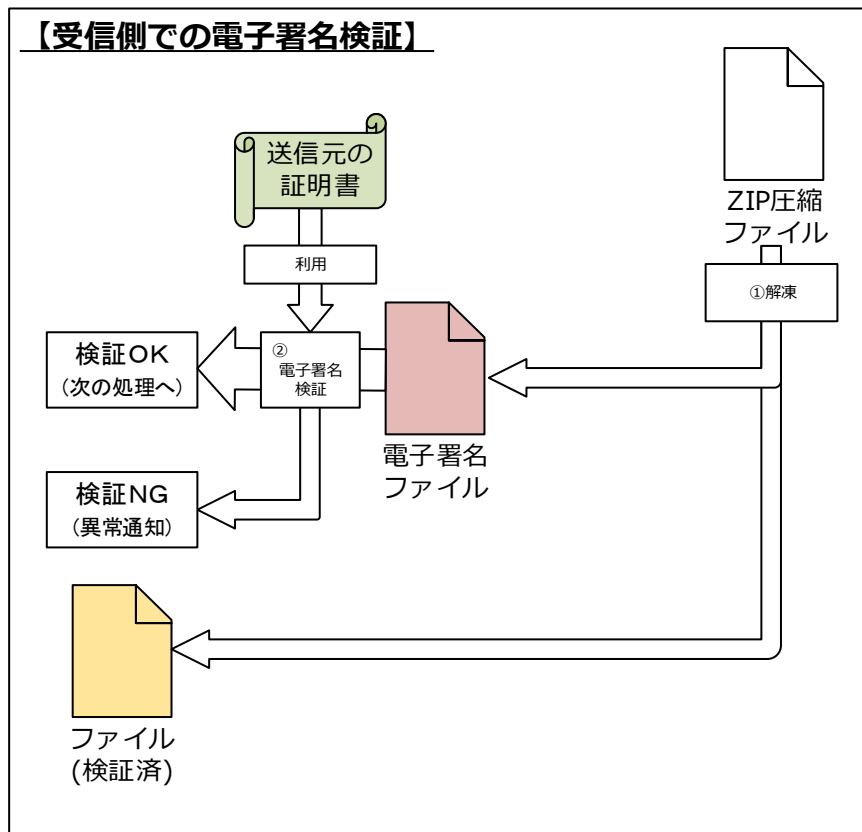 【受信側での電子署名検証】
送信元の
証明書
ZIP圧縮
ファイル
利用
①解凍
②
電子署名
検証
検証OK
(次の処理へ)
電子署名
ファイル
検証NG
(異常通知)
ファイル
(検証済)